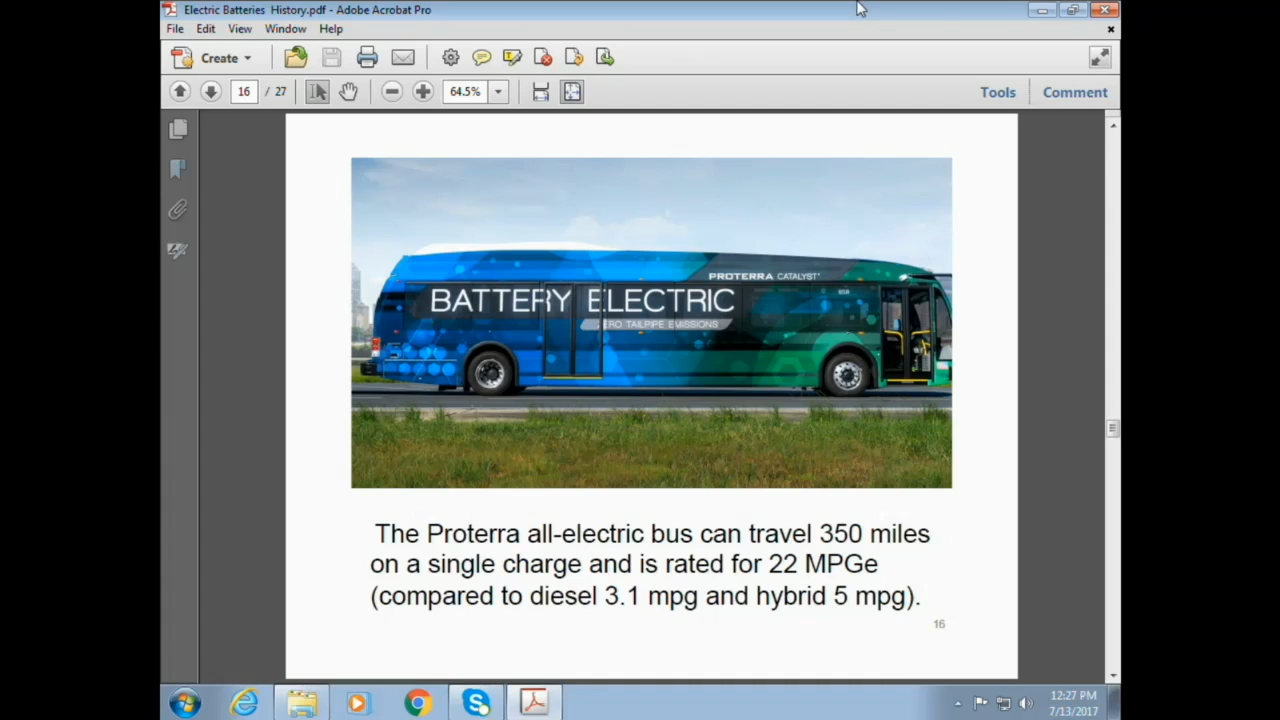 Electric Batteries  History.pdf - Adobe Acrobat Pro
File Edit View Window Help
Create
16 / 27 64.5% Tools Comment
PROTERRA CATALYST
BATTERY ELECTRIC
ZERO TAILPIPE EMISSIONS
The Proterra all-electric bus can travel 350 miles
on a single charge and is rated for 22 MPGe
(compared to diesel 3.1 mpg and hybrid 5 mpg).
16
12:27 PM
7/13/2017